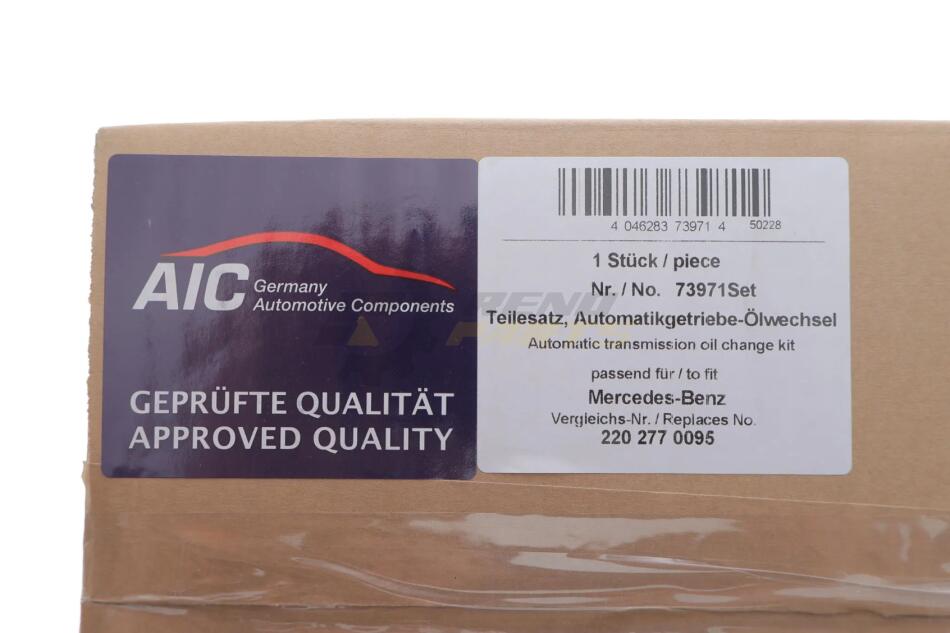 AIC Germany
Automotive Components
GEPRÜFTE QUALITÄT
APPROVED QUALITY
4 046283 73971 4 50228
1 Stück / piece
Nr. / No. 73971Set
Teilesatz, Automatikgetriebe-Ölwechsel
Automatic transmission oil change kit
passend für / to fit
Mercedes-Benz
Vergleichs-Nr. / Replaces No.
220 277 0095